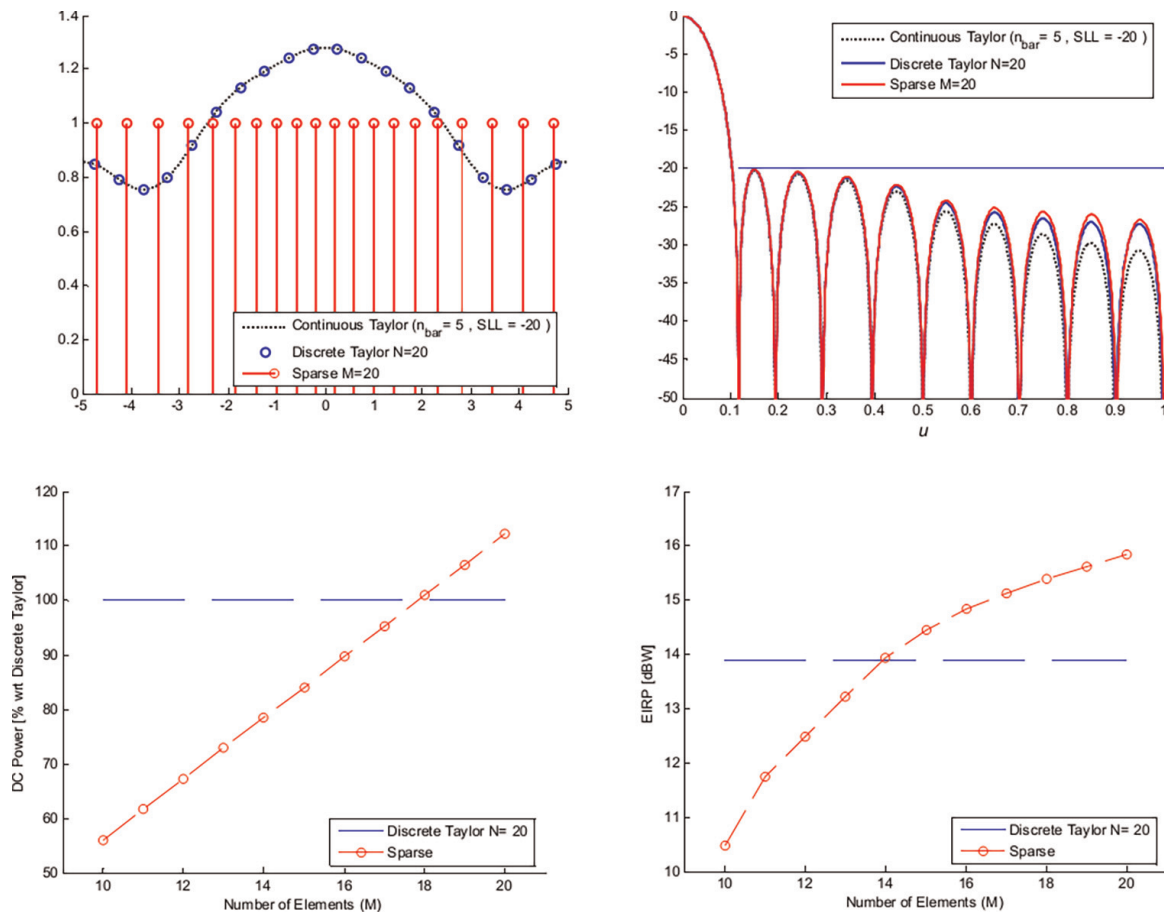 1.4
1.2
1
0.8
0.6
0.4
0.2
0
-5 -4 -3 -2 -1 0 1 2 3 4 5
Continuous Taylor (nbar= 5 , SLL = -20 )
Discrete Taylor N=20
Sparse M=20
0
-5
-10
-15
-20
-25
-30
-35
-40
-45
-50
0 0.1 0.2 0.3 0.4 0.5 0.6 0.7 0.8 0.9 1
u
Continuous Taylor (nbar= 5 , SLL = -20 )
Discrete Taylor N=20
Sparse M=20
DC Power [% wrt Discrete Taylor]
120
110
100
90
80
70
60
50
10 12 14 16 18 20
Number of Elements (M)
Discrete Taylor N= 20
Sparse
EIRP [dBW]
17
16
15
14
13
12
11
10
10 12 14 16 18 20
Number of Elements (M)
Discrete Taylor N= 20
Sparse